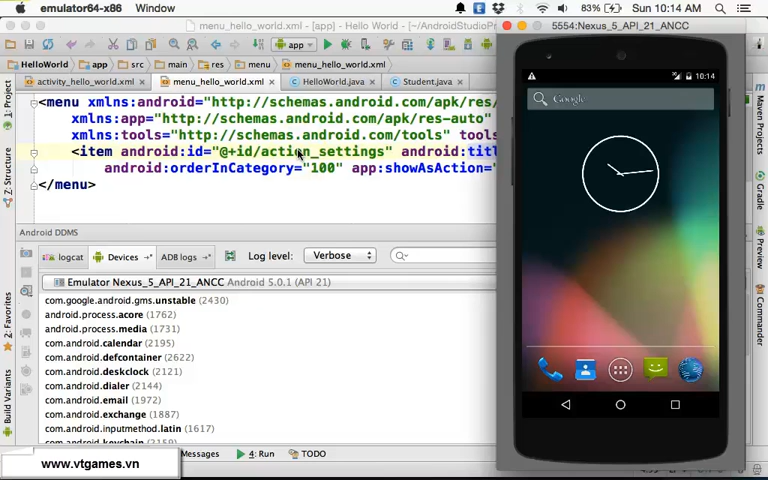 emulator64-x86 Window 83% Sun 10:14 AM
menu_hello_world.xml - [app] - Hello World - [~/AndroidStudioPro
5554:Nexus_5_API_21_ANCC
app
HelloWorld app src main res menu menu_hello_world.xml
activity_hello_world.xml menu_hello_world.xml HelloWorld.java Student.java
<menu xmlns:android="http://schemas.android.com/apk/res/
xmlns:app="http://schemas.android.com/apk/res-auto"
xmlns:tools="http://schemas.android.com/tools" tools
<item android:id="@+id/action_settings" android:titl
android:orderInCategory="100" app:showAsAction="
</menu>
Android DDMS
logcat Devices ADB logs Log level: Verbose
Emulator Nexus_5_API_21_ANCC Android 5.0.1 (API 21)
com.google.android.gms.unstable (2430)
android.process.acore (1762)
android.process.media (1731)
com.android.calendar (2195)
com.android.defcontainer (2622)
com.android.deskclock (2121)
com.android.dialer (2144)
com.android.email (1972)
com.android.exchange (1887)
com.android.inputmethod.latin (1617)
com.android.keychain (2159)
Messages 4: Run TODO
www.vtgames.vn
1: Project
7: Structure
2: Favorites
Build Variants
10:14
Google
Maven Projects
Gradle
Preview
Commander